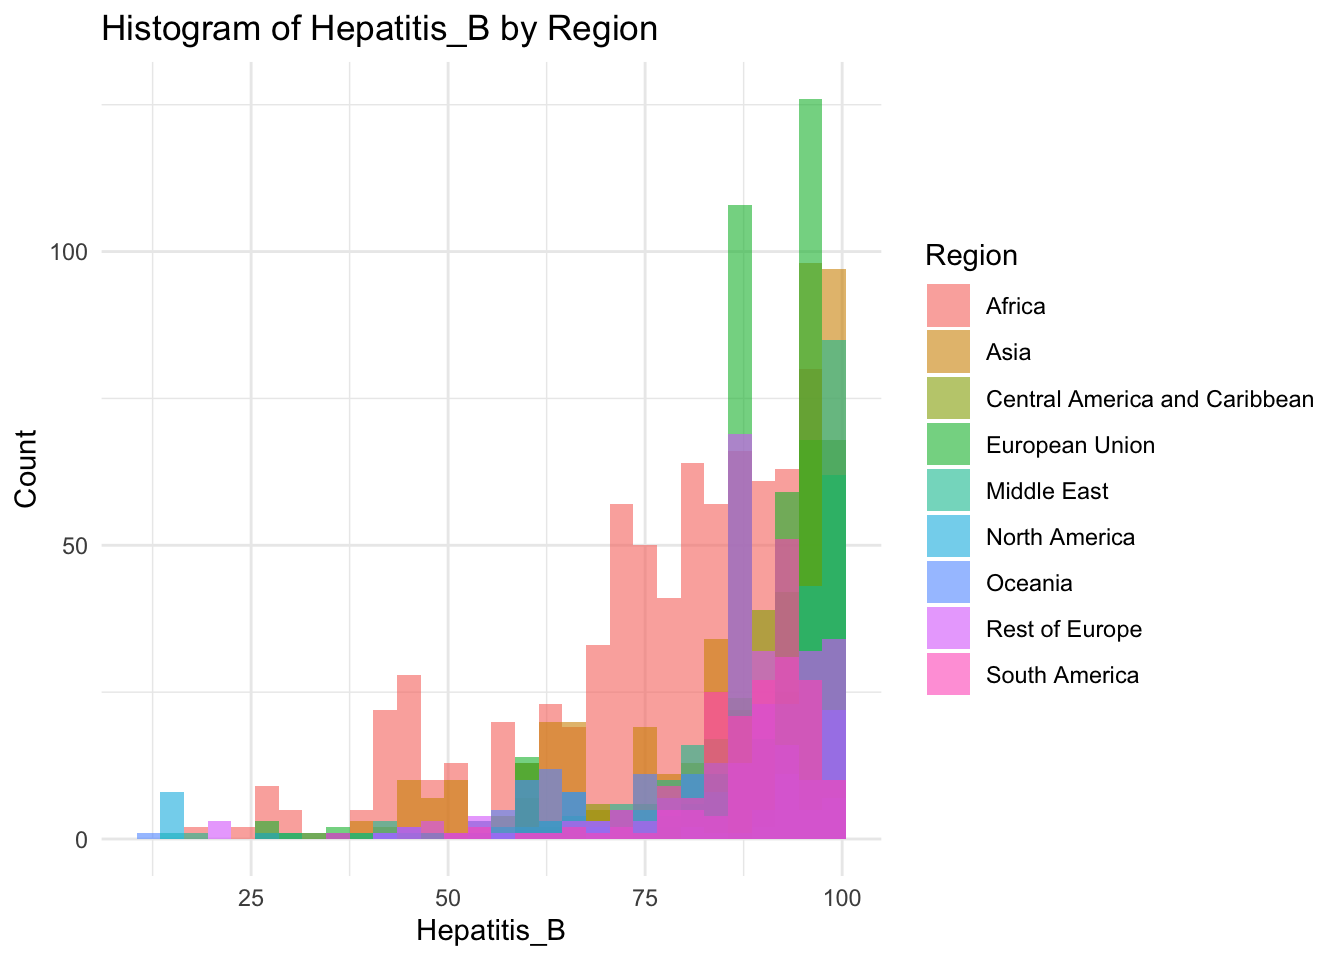 Histogram of Hepatitis_B by Region
100
50
0
Count
25
50
75
100
Hepatitis_B
Region
Africa
Asia
Central America and Caribbean
European Union
Middle East
North America
Oceania
Rest of Europe
South America